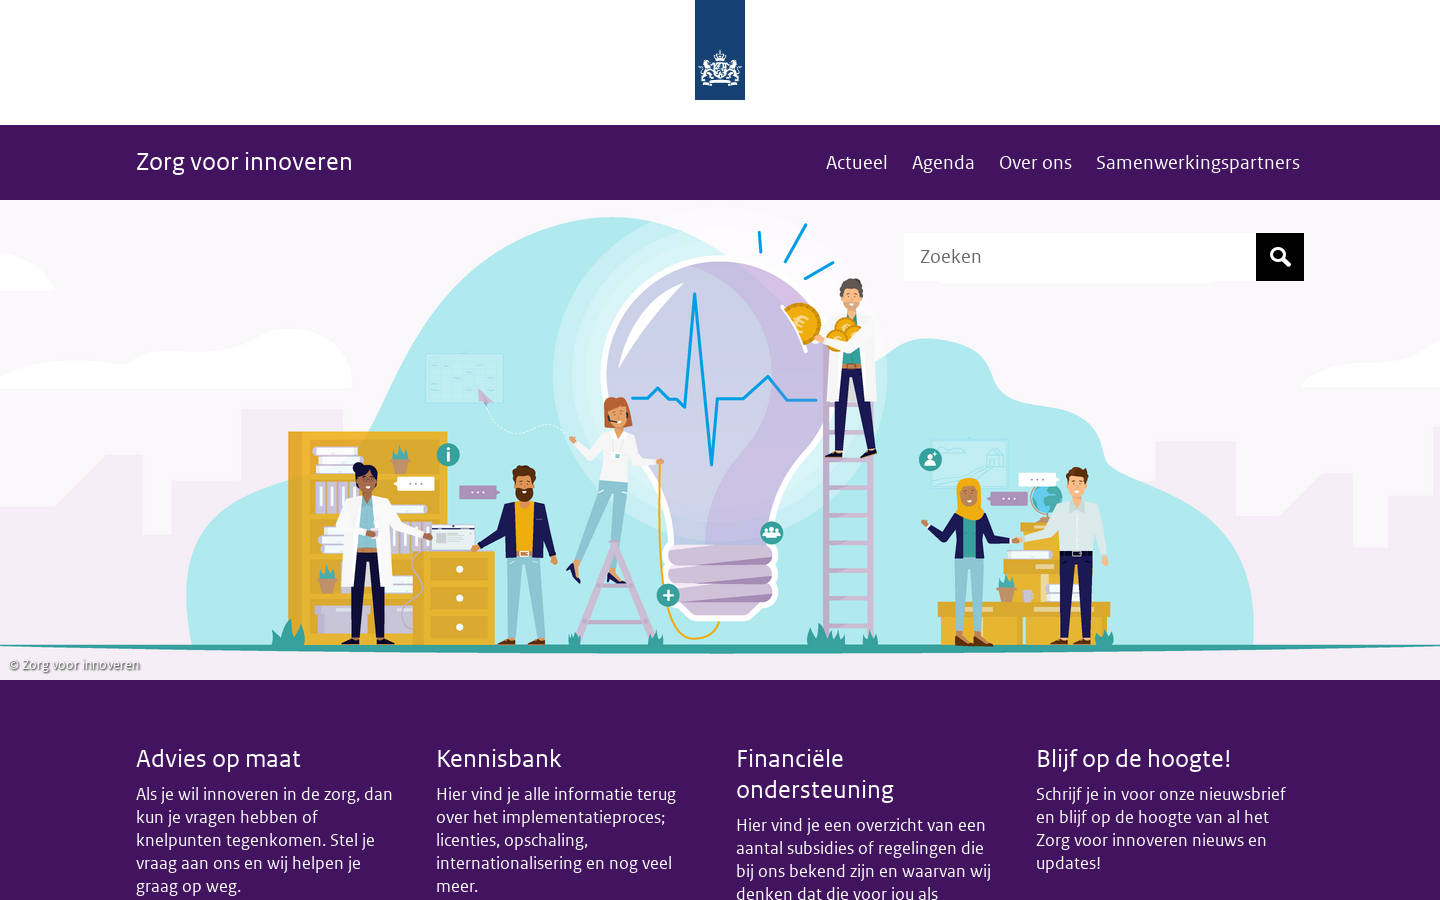 Zorg voor innoveren
Actueel
Agenda
Over ons
Samenwerkingspartners
Zoeken
© Zorg voor innoveren
Advies op maat
Als je wil innoveren in de zorg, dan
kun je vragen hebben of
knelpunten tegenkomen. Stel je
vraag aan ons en wij helpen je
graag op weg.
Kennisbank
Hier vind je alle informatie terug
over het implementatieproces;
licenties, opschaling,
internationalisering en nog veel
meer.
Financiële
ondersteuning
Hier vind je een overzicht van een
aantal subsidies of regelingen die
bij ons bekend zijn en waarvan wij
denken dat die voor jou als
Blijf op de hoogte!
Schrijf je in voor onze nieuwsbrief
en blijf op de hoogte van al het
Zorg voor innoveren nieuws en
updates!